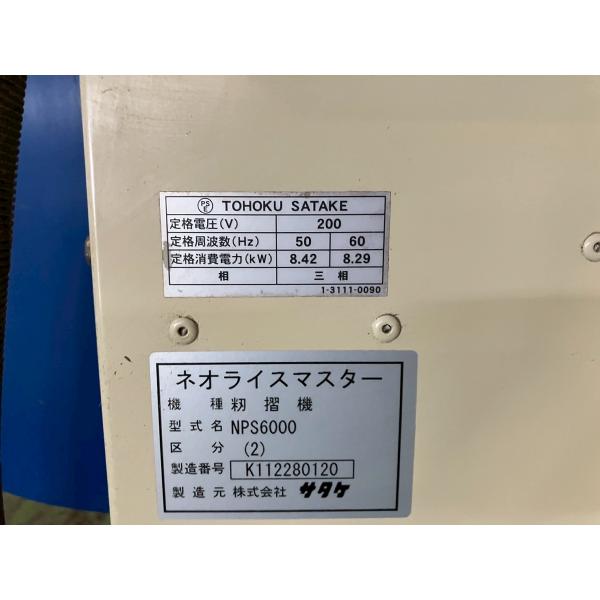 PS E TOHOKU SATAKE
定格電圧(V) 200
定格周波数(Hz) 50 60
定格消費電力(kW) 8.42 8.29
相 三相
1-3111-0090
ネオライスマスター
機種 籾摺機
型式名 NPS6000
区分 (2)
製造番号 K112280120
製造元 株式会社 サタケ